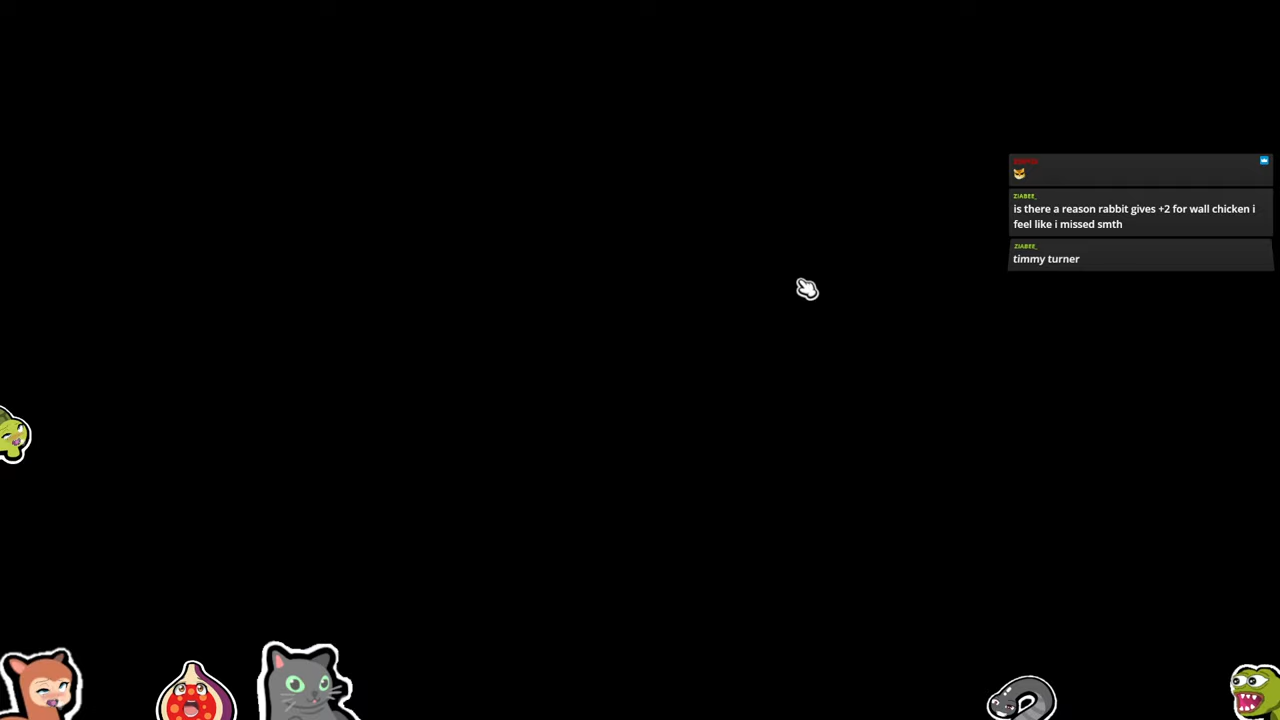 ZIABEE_
is there a reason rabbit gives +2 for wall chicken i
feel like i missed smth
ZIABEE_
timmy turner